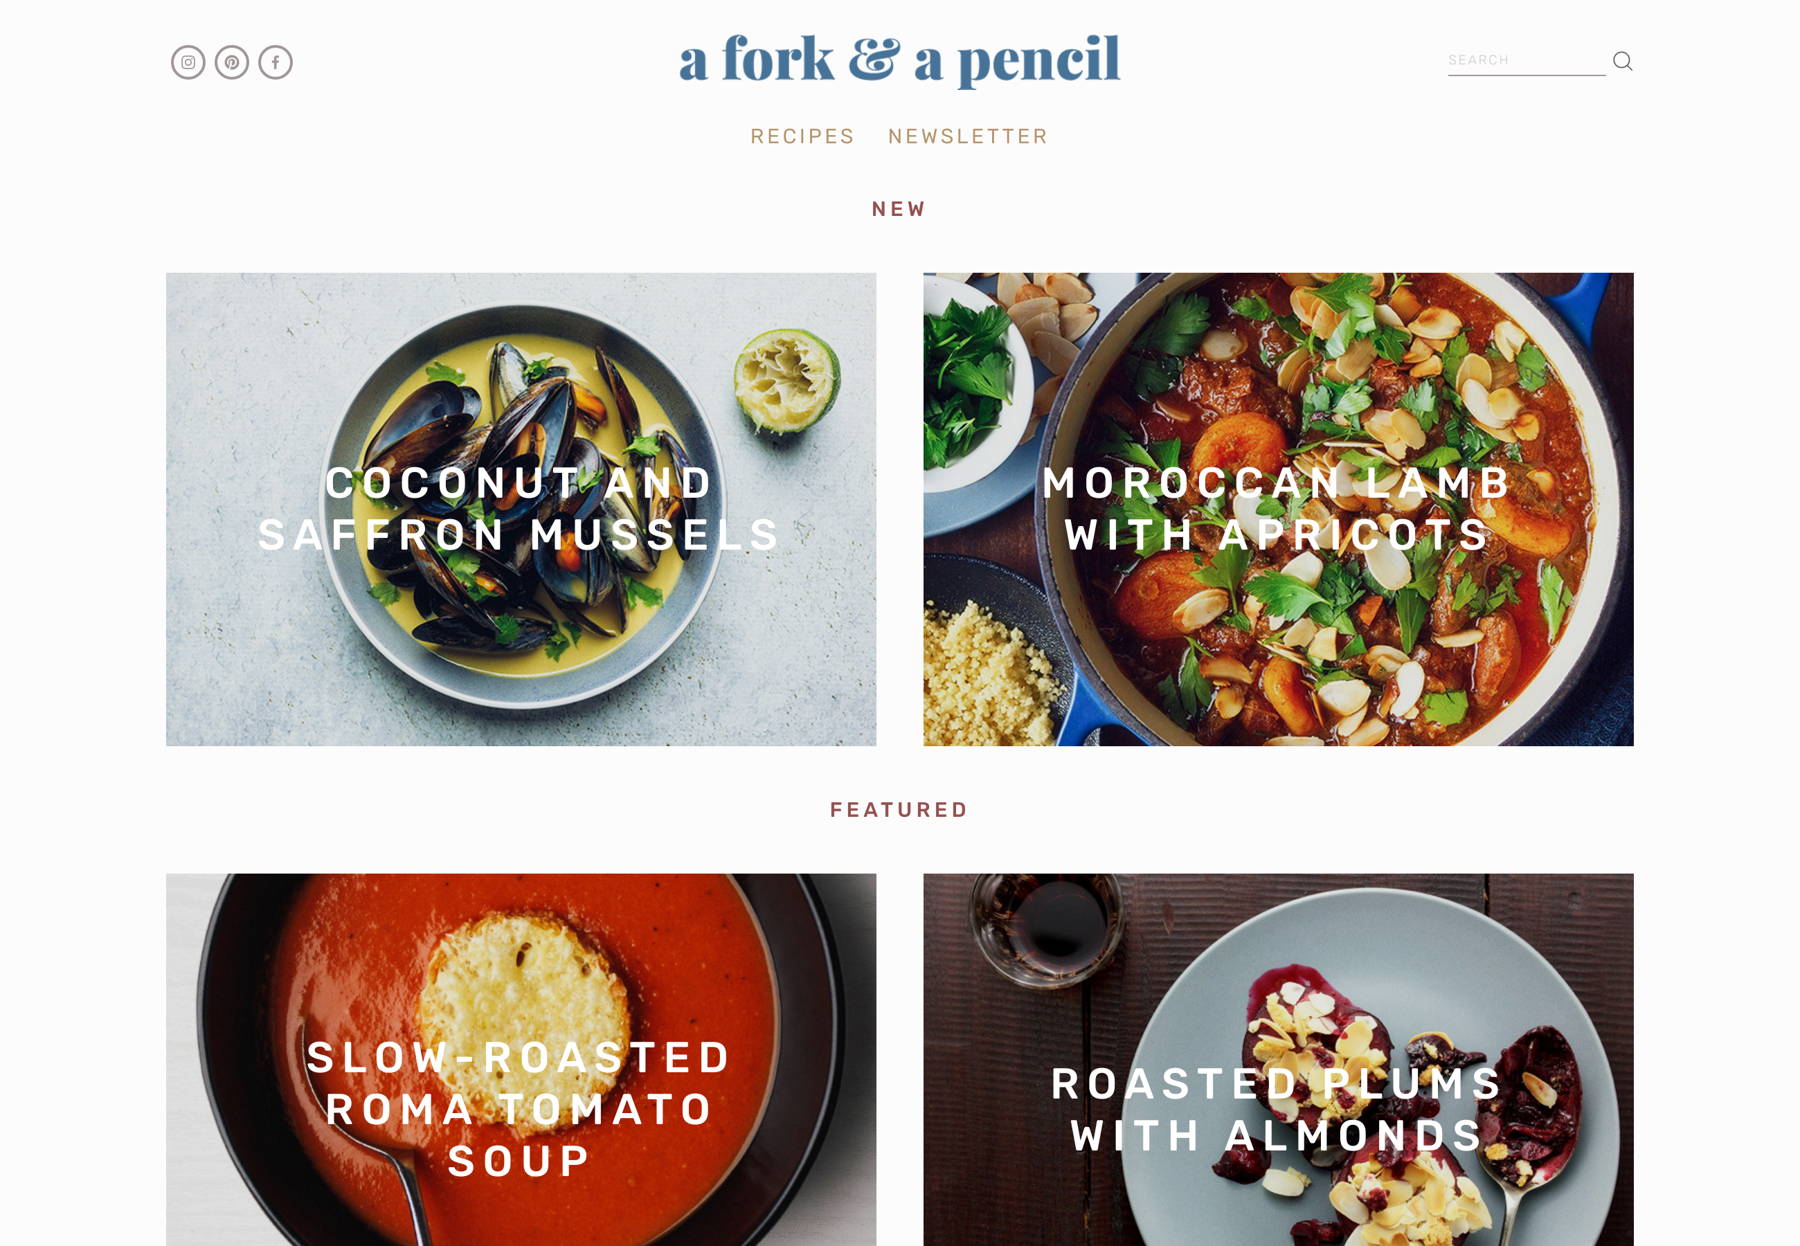 a fork & a pencil
SEARCH
RECIPES NEWSLETTER
NEW
COCONUT AND
SAFFRON MUSSELS
MOROCCAN LAMB
WITH APRICOTS
FEATURED
SLOW-ROASTED
ROMA TOMATO
SOUP
ROASTED PLUMS
WITH ALMONDS